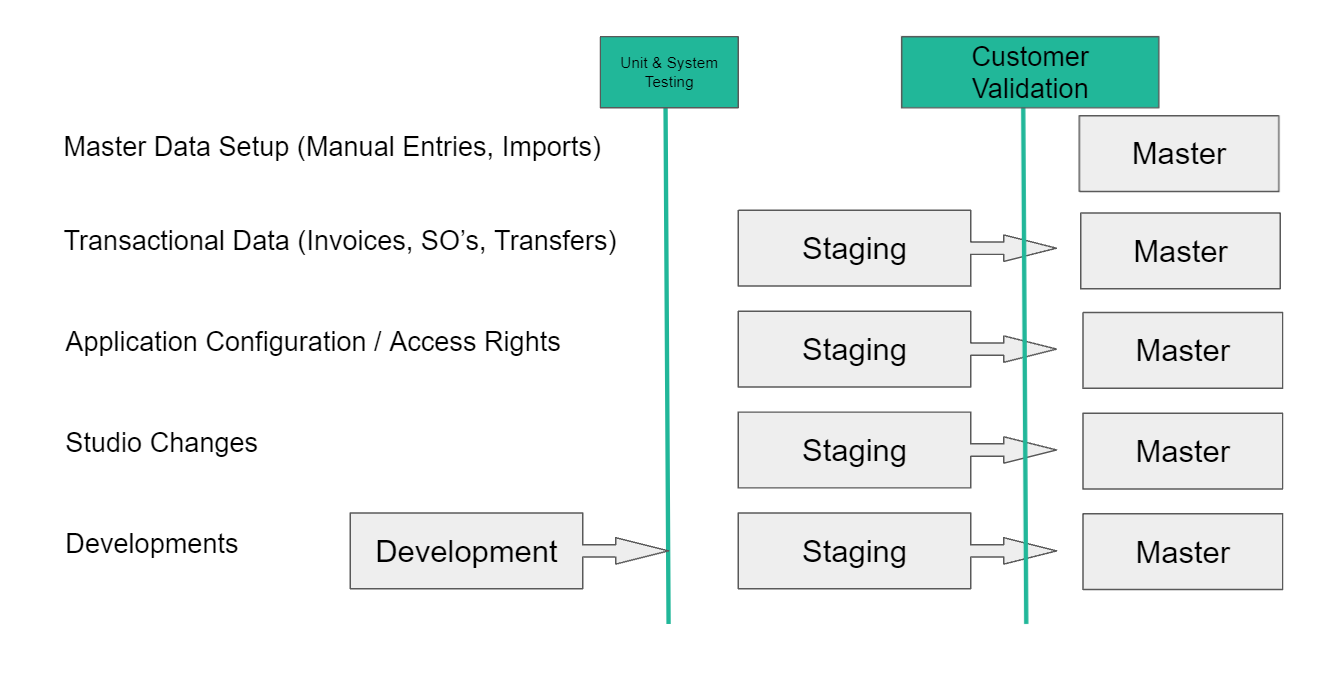 Unit & System
Testing
Customer
Validation
Master Data Setup (Manual Entries, Imports)
Master
Transactional Data (Invoices, SO’s, Transfers)
Staging
Master
Application Configuration / Access Rights
Staging
Master
Studio Changes
Staging
Master
Developments
Development
Staging
Master